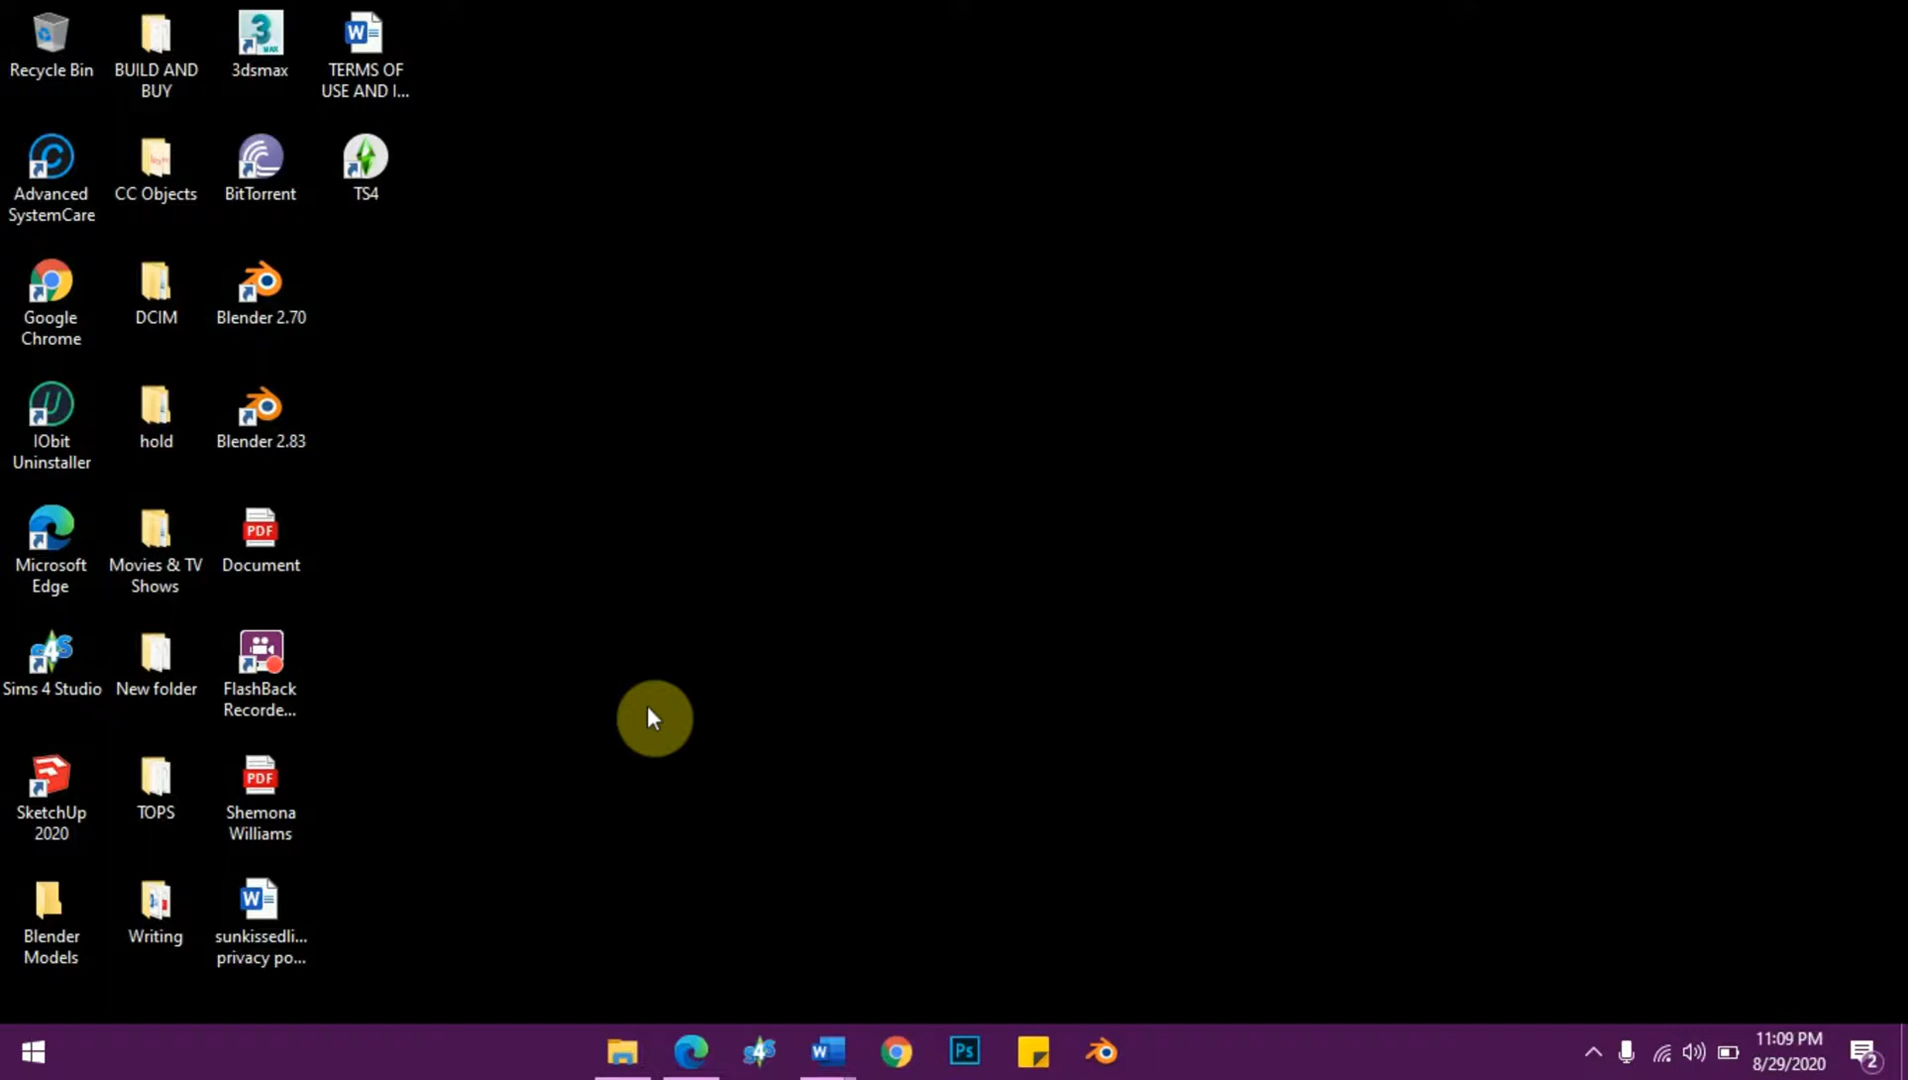 Recycle Bin
BUILD AND
BUY
3dsmax
TERMS OF
USE AND I...
Advanced
SystemCare
CC Objects
BitTorrent
TS4
Google
Chrome
DCIM
Blender 2.70
IObit
Uninstaller
hold
Blender 2.83
Microsoft
Edge
Movies & TV
Shows
Document
Sims 4 Studio
New folder
FlashBack
Recorde...
SketchUp
2020
TOPS
Shemona
Williams
Blender
Models
Writing
sunkissedli...
privacy po...
11:09 PM
8/29/2020
2